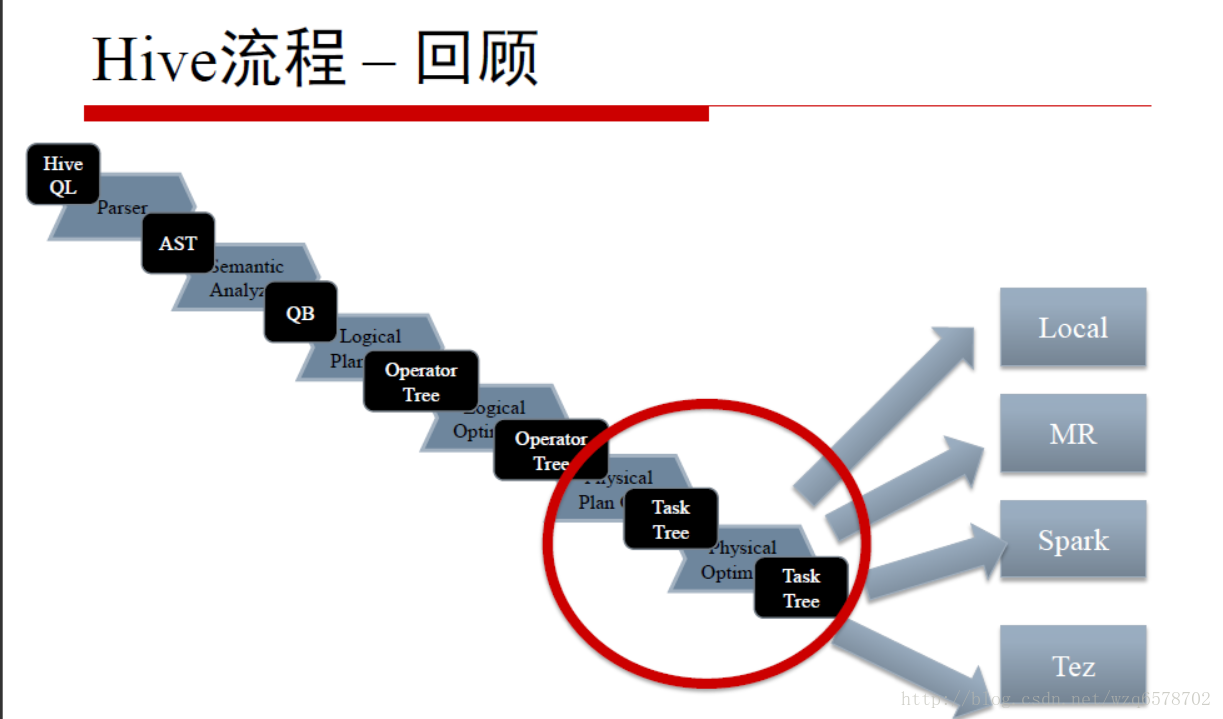 Hive流程 – 回顾
Hive
QL
Parser
AST
Semantic
Analyz
QB
Logical
Plan
Operator
Tree
Logical
Optim
Operator
Tree
Physical
Plan
Task
Tree
Physical
Optim
Task
Tree
Local
MR
Spark
Tez
http://blog.csdn.net/wzq6578702